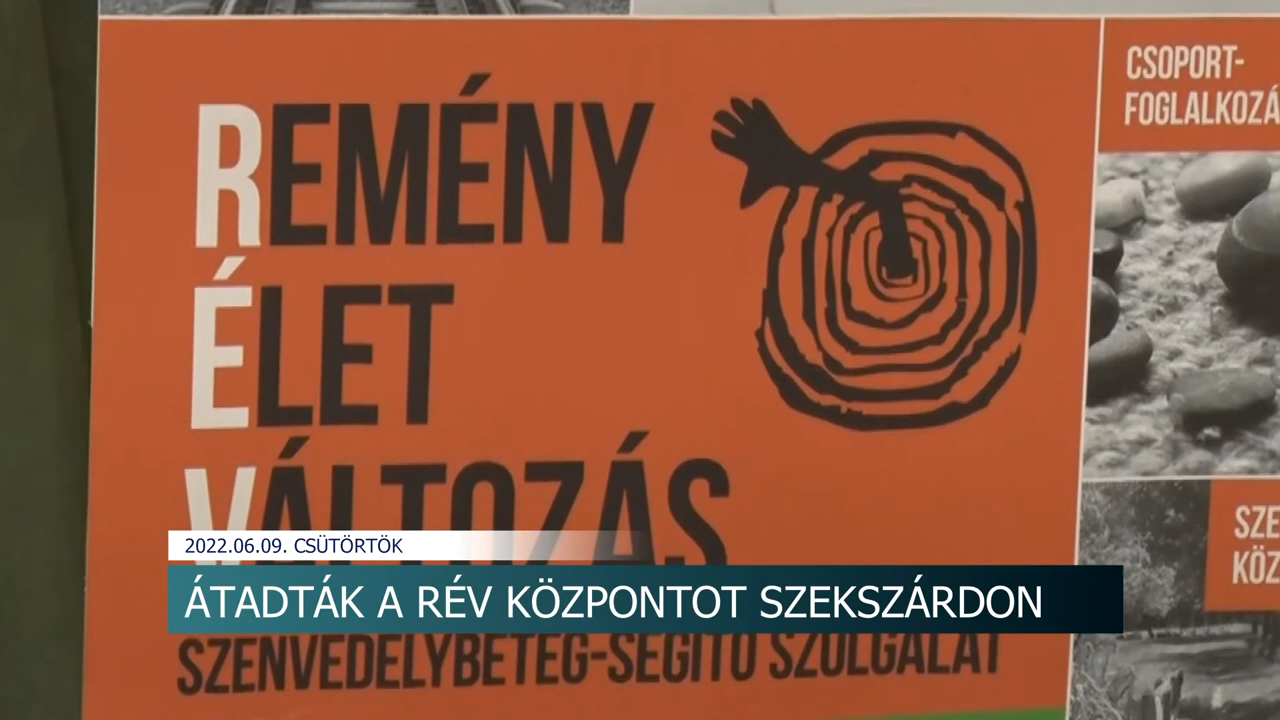 REMÉNY
ÉLET
VÁLTOZÁS
SZENVEDÉLYBETEG-SEGÍTŐ SZOLGÁLAT
CSOPORT-
2022.06.09. CSÜTÖRTÖK
ÁTADTÁK A RÉV KÖZPONTOT SZEKSZÁRDON